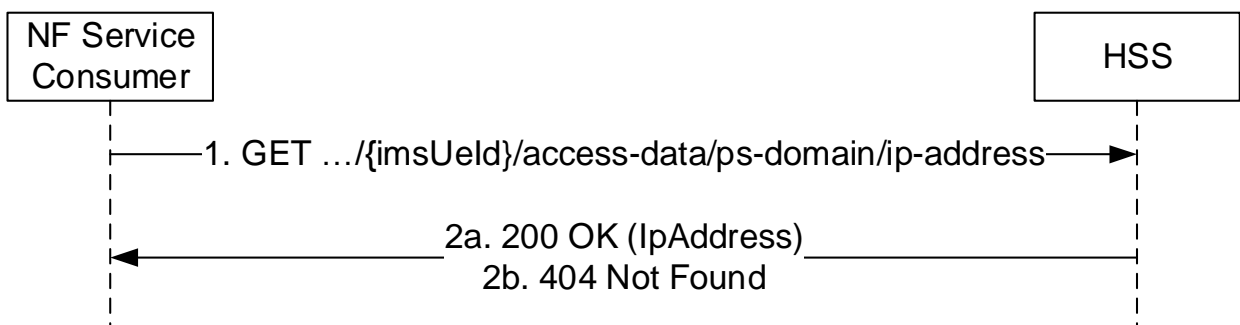 NF Service
Consumer
HSS
1. GET …/{imsUeId}/access-data/ps-domain/ip-address
2a. 200 OK (IpAddress)
2b. 404 Not Found